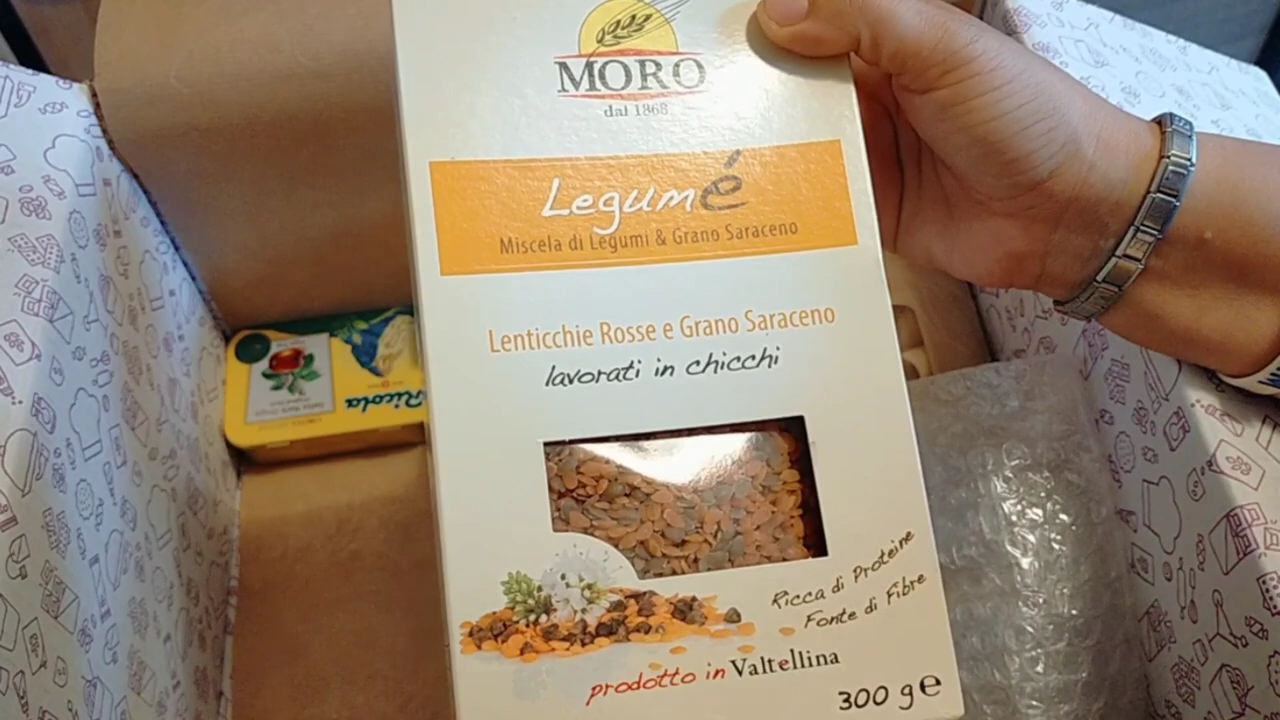 MORO
dal 1868
Legumé
Miscela di Legumi & Grano Saraceno
Lenticchie Rosse e Grano Saraceno
lavorati in chicchi
Ricola
Ricca di Proteine
Fonte di Fibre
prodotto in Valtellina
300 g e